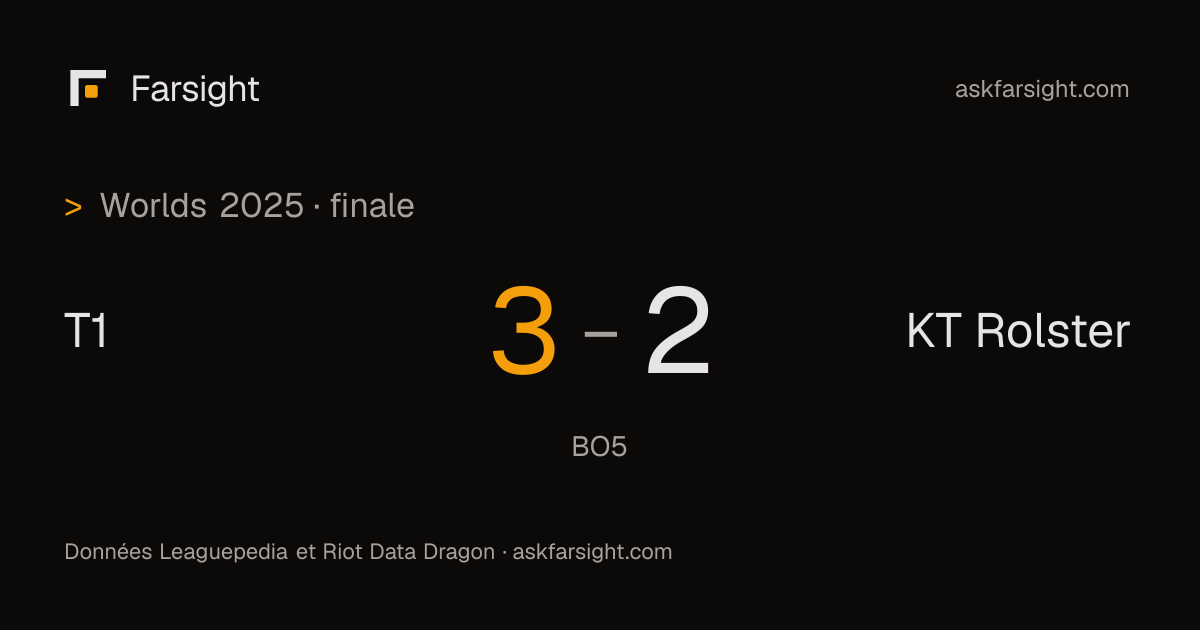 Farsight
askfarsight.com
> Worlds 2025 · finale
T1
3 – 2
KT Rolster
BO5
Données Leaguepedia et Riot Data Dragon · askfarsight.com